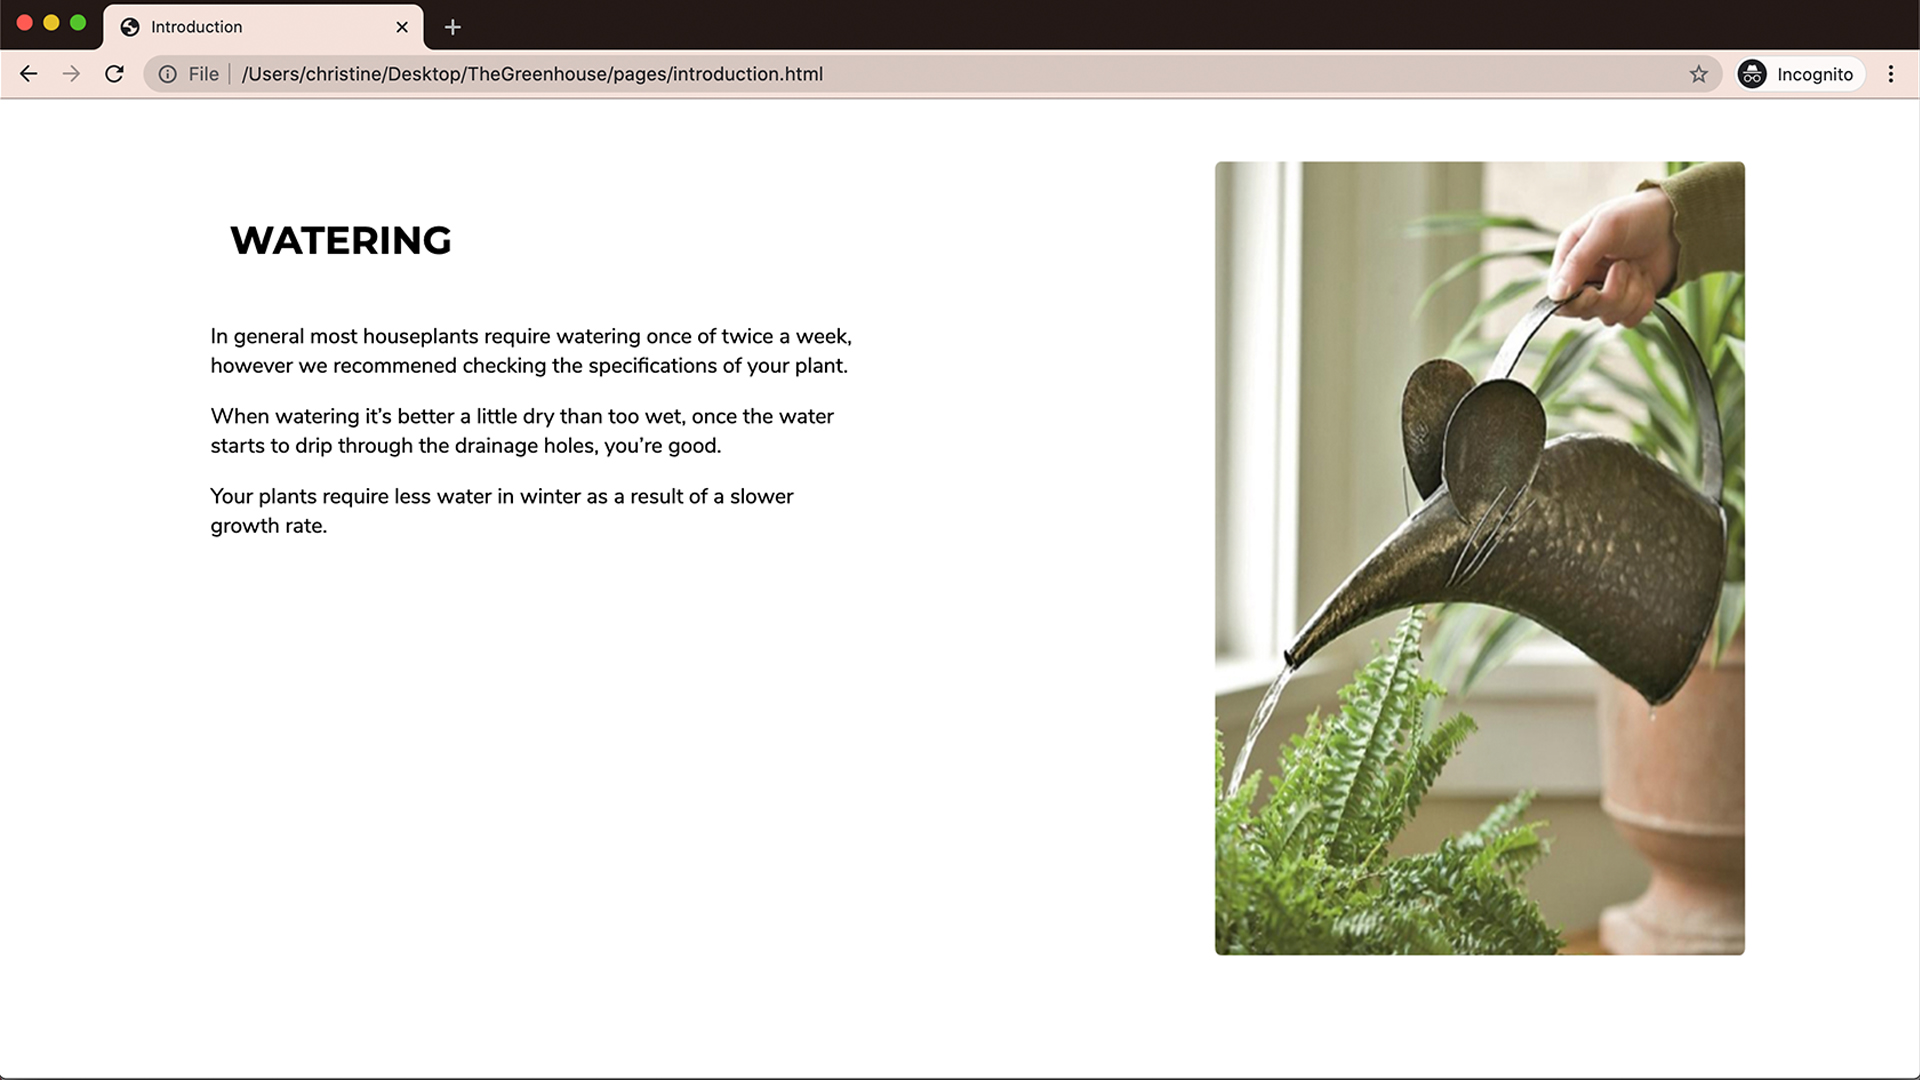 Introduction
File /Users/christine/Desktop/TheGreenhouse/pages/introduction.html
Incognito
WATERING
In general most houseplants require watering once of twice a week,
however we recommened checking the specifications of your plant.
When watering it’s better a little dry than too wet, once the water
starts to drip through the drainage holes, you’re good.
Your plants require less water in winter as a result of a slower
growth rate.